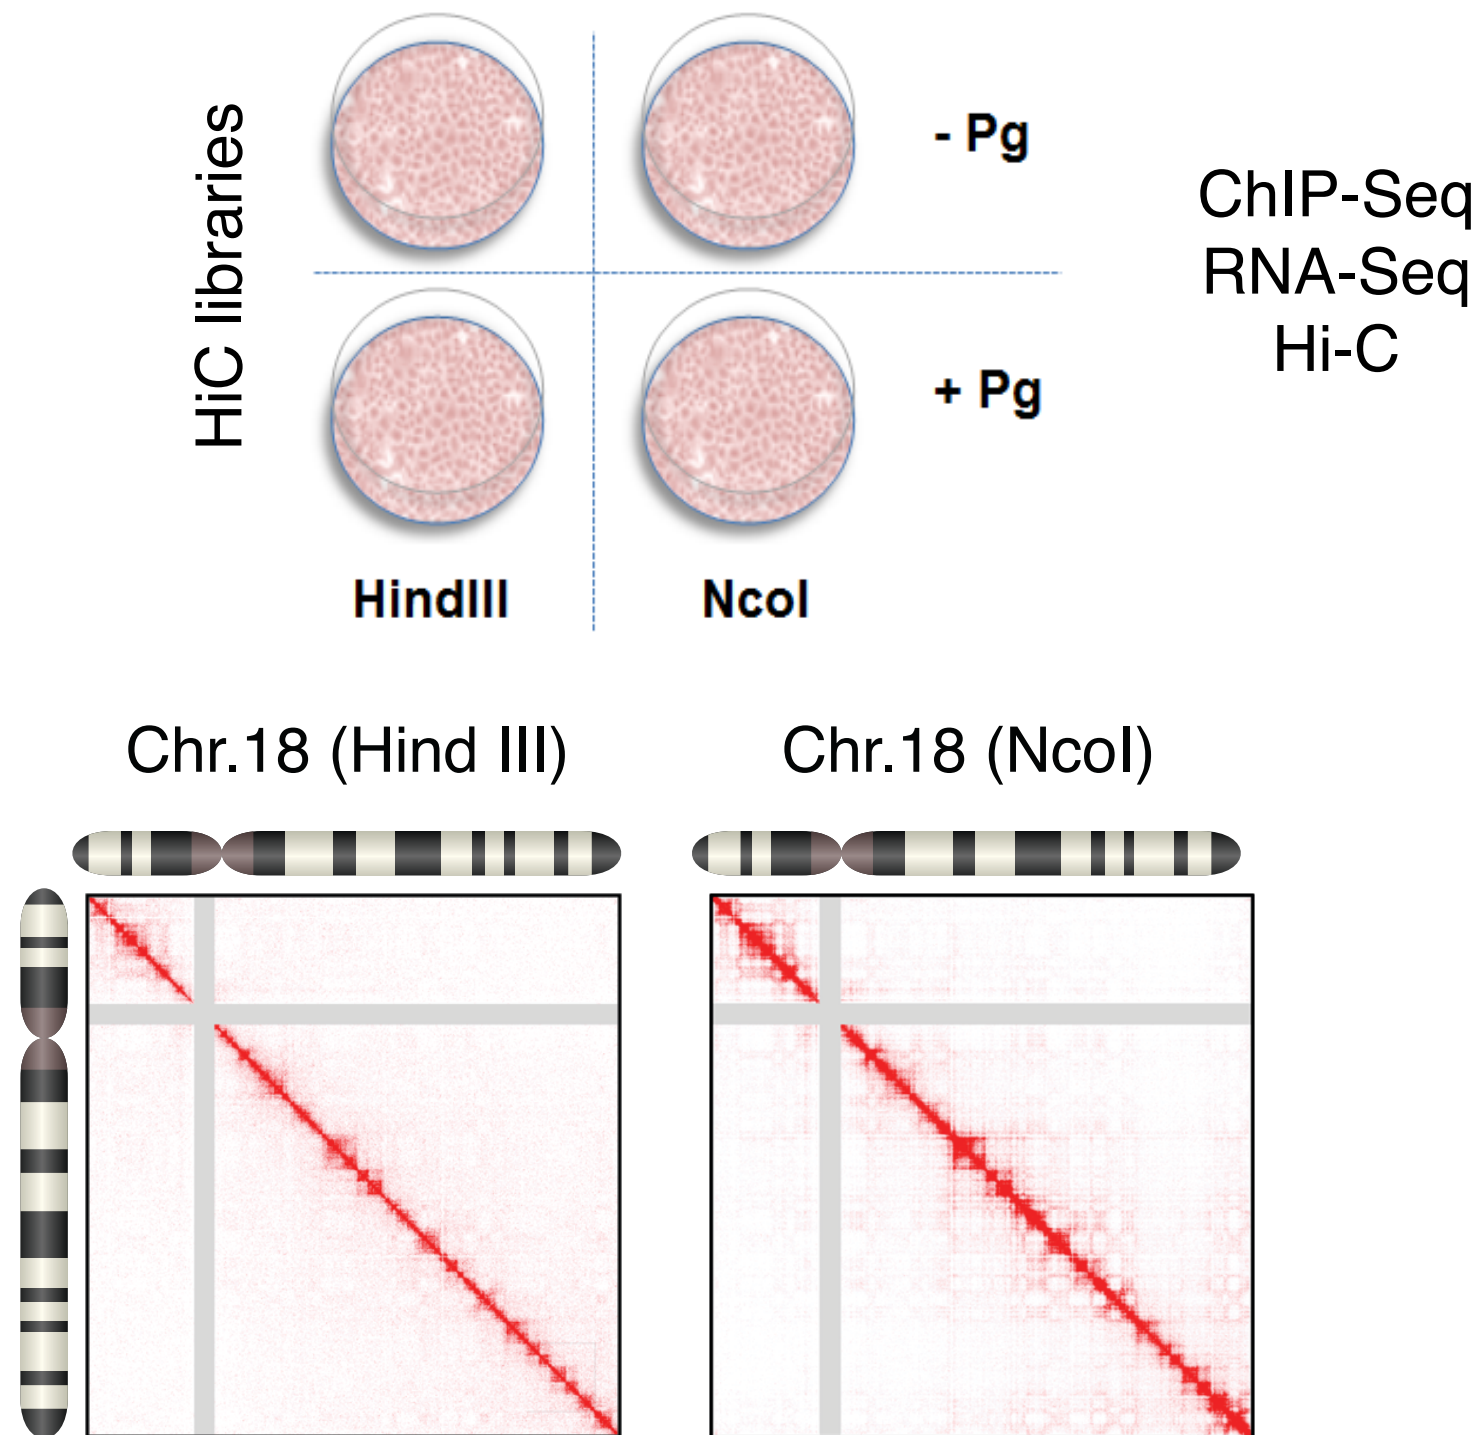 HiC libraries
- Pg
+ Pg
HindIII
NcoI
ChIP-Seq
RNA-Seq
Hi-C
Chr.18 (Hind III)
Chr.18 (NcoI)